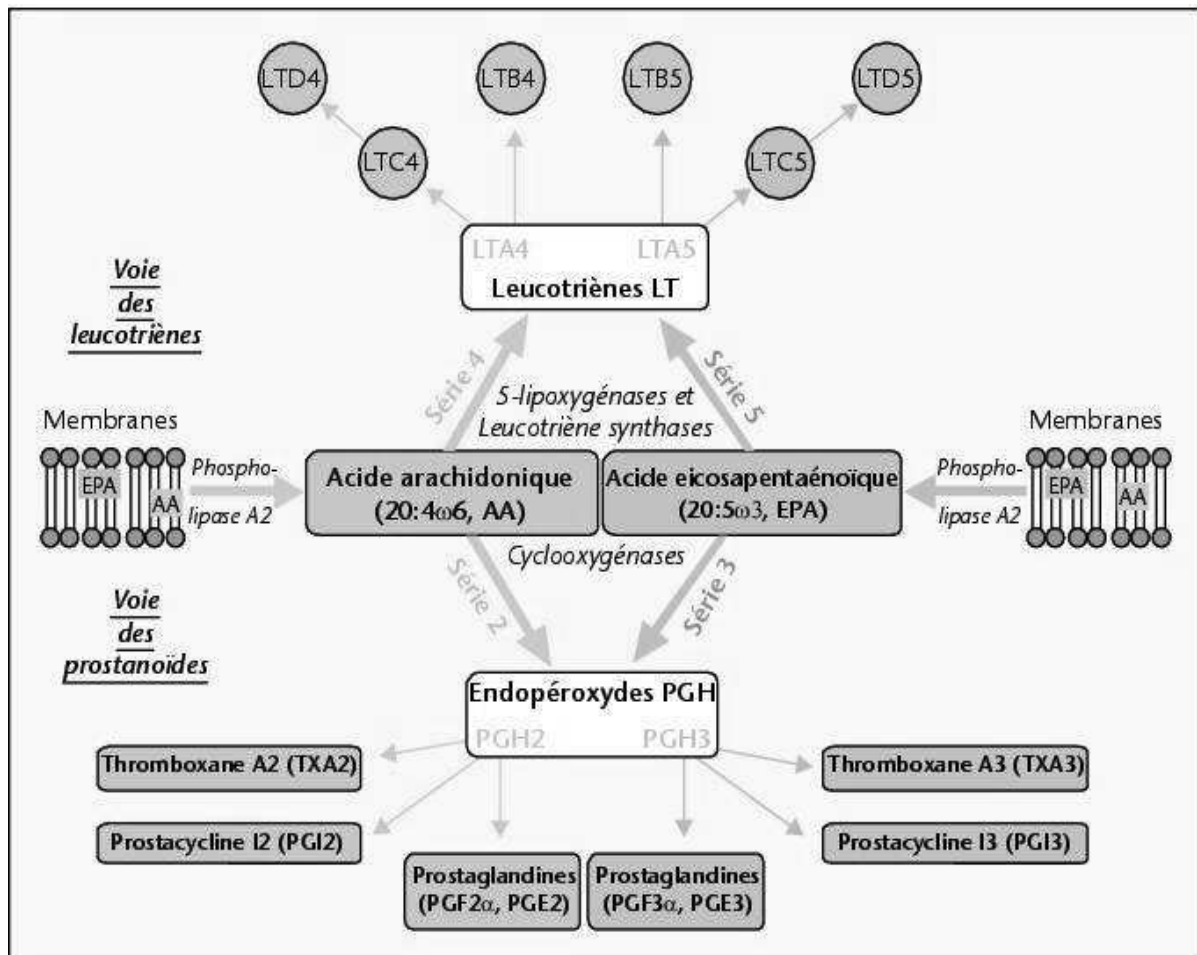 LTD4
LTB4
LTB5
LTD5
LTC4
LTC5
LTA4
LTA5
Leucotriènes LT
Voie
des
leucotriènes
Série 4
Série 5
5-lipoxygénases et
Leucotriène synthases
Membranes
EPA
AA
Phospho-
lipase A2
Acide arachidonique
(20:4ω6, AA)
Acide eicosapentaénoïque
(20:5ω3, EPA)
Phospho-
lipase A2
Membranes
EPA
AA
Cyclooxygénases
Série 2
Série 3
Voie
des
prostanoïdes
Endopéroxydes PGH
PGH2
PGH3
Thromboxane A2 (TXA2)
Thromboxane A3 (TXA3)
Prostacycline I2 (PGI2)
Prostacycline I3 (PGI3)
Prostaglandines
(PGF2α, PGE2)
Prostaglandines
(PGF3α, PGE3)